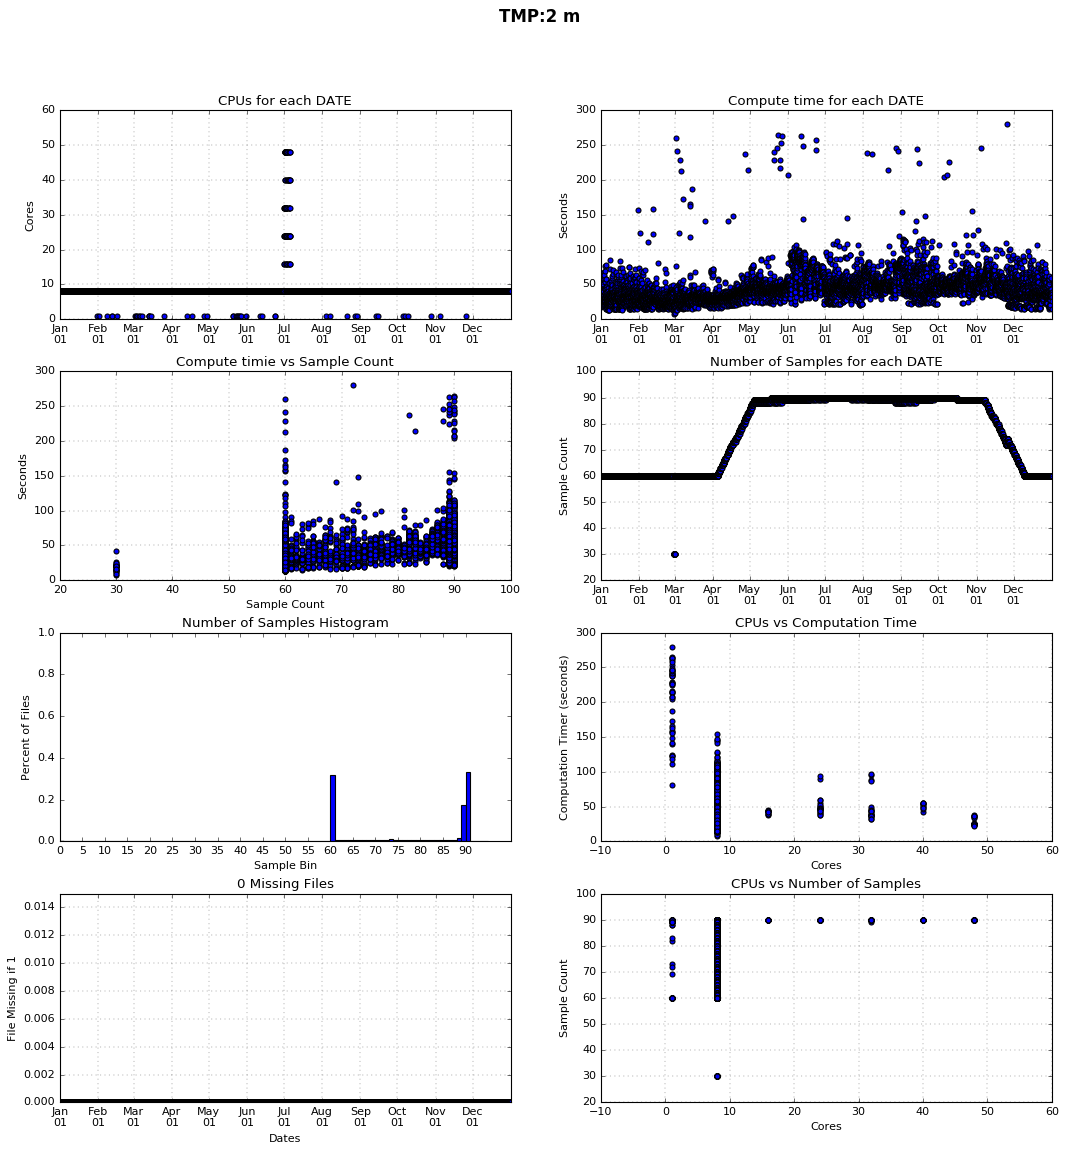 TMP:2 m
CPUs for each DATE
Cores
60
50
40
30
20
10
0
Jan Feb Mar Apr May Jun Jul Aug Sep Oct Nov Dec
01 01 01 01 01 01 01 01 01 01 01 01
Compute time for each DATE
Seconds
300
250
200
150
100
50
0
Jan Feb Mar Apr May Jun Jul Aug Sep Oct Nov Dec
01 01 01 01 01 01 01 01 01 01 01 01
Compute timie vs Sample Count
Seconds
300
250
200
150
100
50
0
20 30 40 50 60 70 80 90 100
Sample Count
Number of Samples for each DATE
Sample Count
100
90
80
70
60
50
40
30
20
Jan Feb Mar Apr May Jun Jul Aug Sep Oct Nov Dec
01 01 01 01 01 01 01 01 01 01 01 01
Number of Samples Histogram
Percent of Files
1.0
0.8
0.6
0.4
0.2
0.0
0 5 10 15 20 25 30 35 40 45 50 55 60 65 70 75 80 85 90
Sample Bin
CPUs vs Computation Time
Computation Timer (seconds)
300
250
200
150
100
50
0
−10 0 10 20 30 40 50 60
Cores
0 Missing Files
File Missing if 1
0.014
0.012
0.010
0.008
0.006
0.004
0.002
0.000
Jan Feb Mar Apr May Jun Jul Aug Sep Oct Nov Dec
01 01 01 01 01 01 01 01 01 01 01 01
Dates
CPUs vs Number of Samples
Sample Count
100
90
80
70
60
50
40
30
20
−10 0 10 20 30 40 50 60
Cores